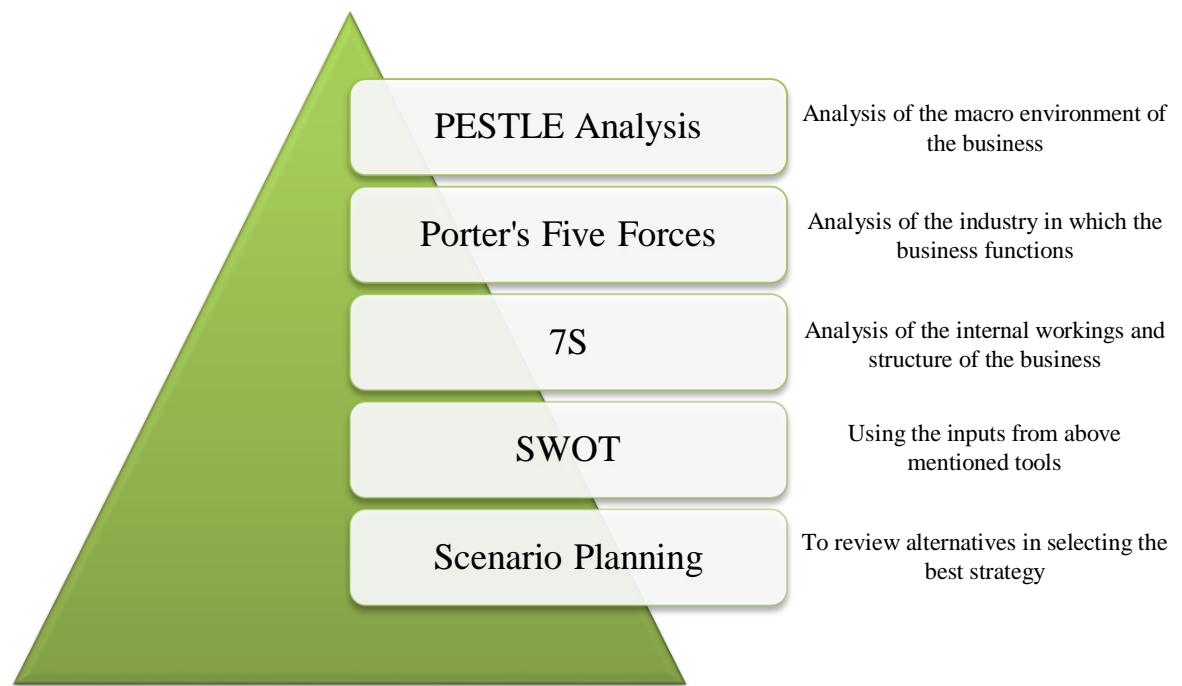 PESTLE Analysis
Analysis of the macro environment of
the business
Porter's Five Forces
Analysis of the industry in which the
business functions
7S
Analysis of the internal workings and
structure of the business
SWOT
Using the inputs from above
mentioned tools
Scenario Planning
To review alternatives in selecting the
best strategy